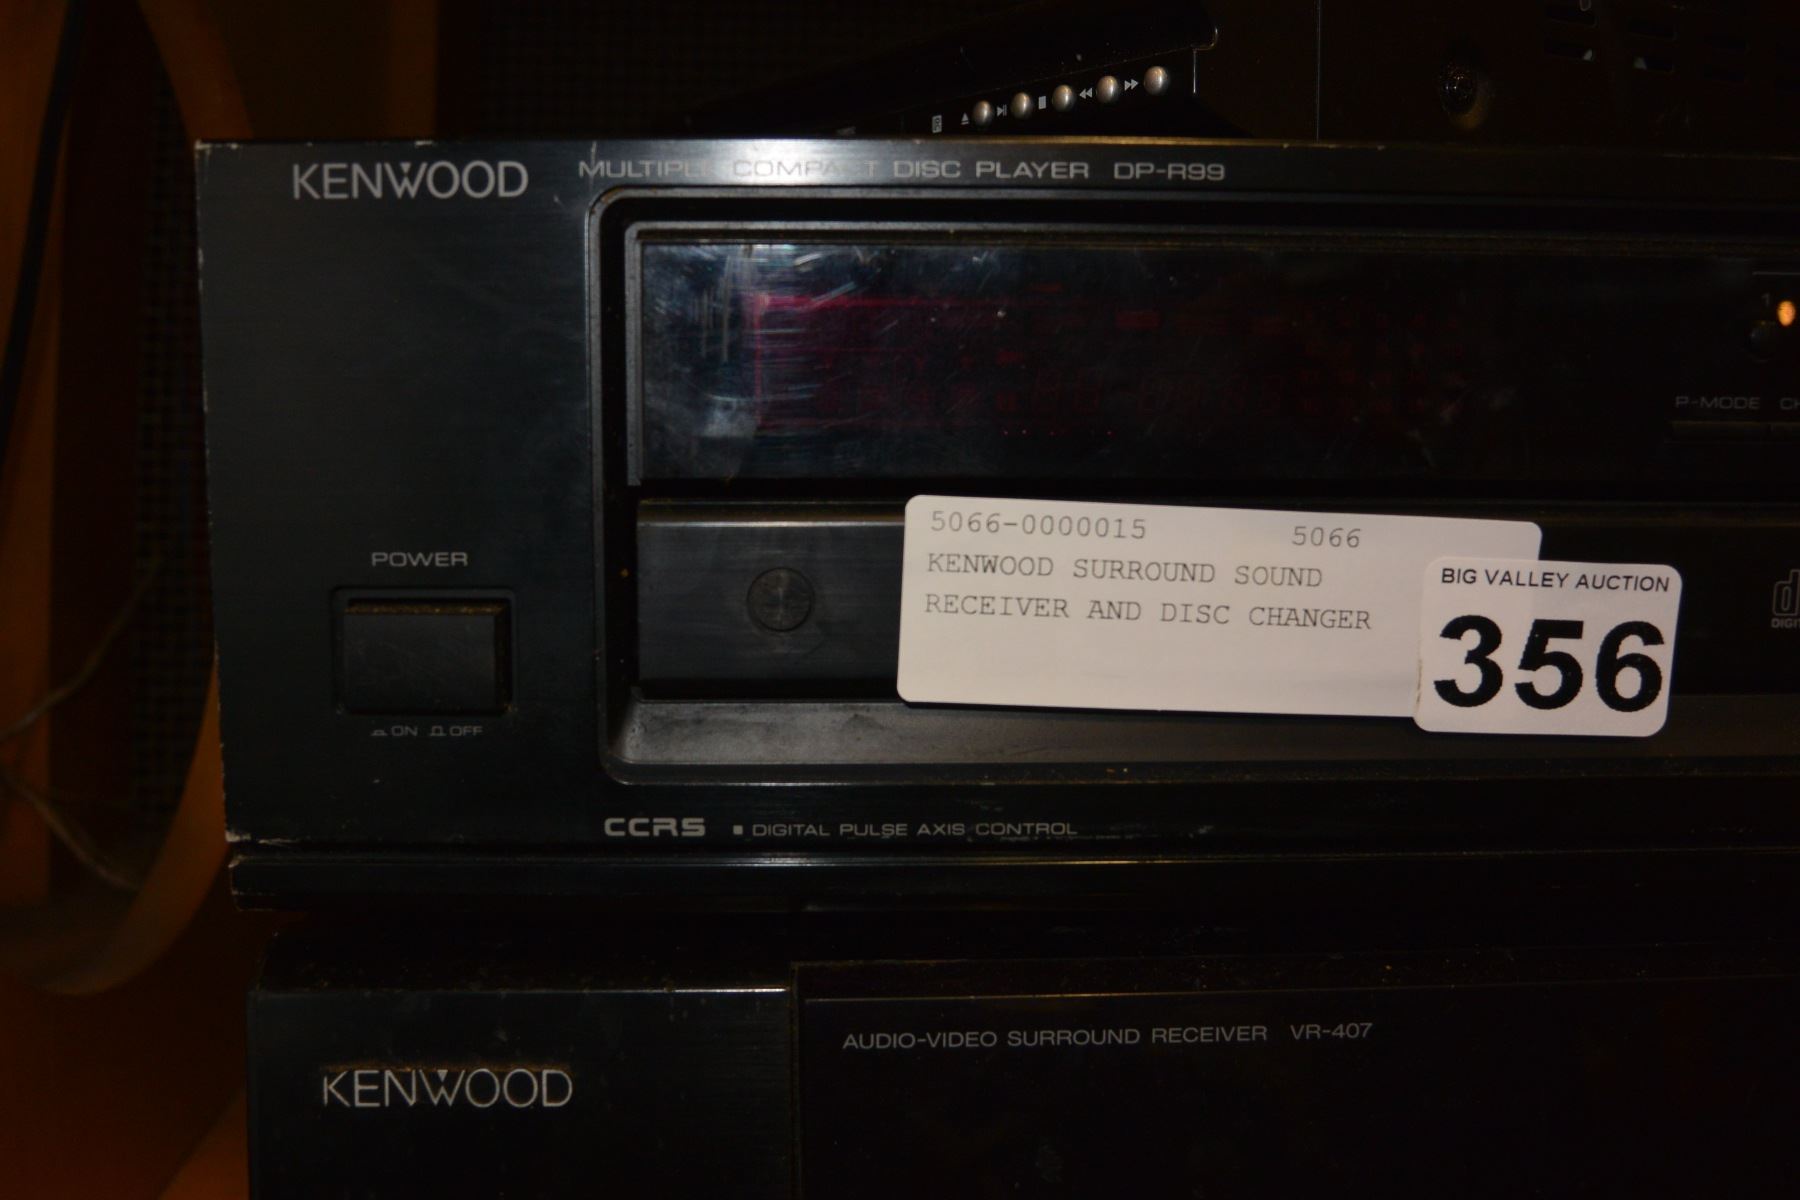 KENWOOD
MULTIPLE COMPACT DISC PLAYER DP-R99
1
P-MODE
5066-0000015 5066
KENWOOD SURROUND SOUND
RECEIVER AND DISC CHANGER
BIG VALLEY AUCTION
356
POWER
ON OFF
CCRS ▪ DIGITAL PULSE AXIS CONTROL
KENWOOD
AUDIO-VIDEO SURROUND RECEIVER VR-407